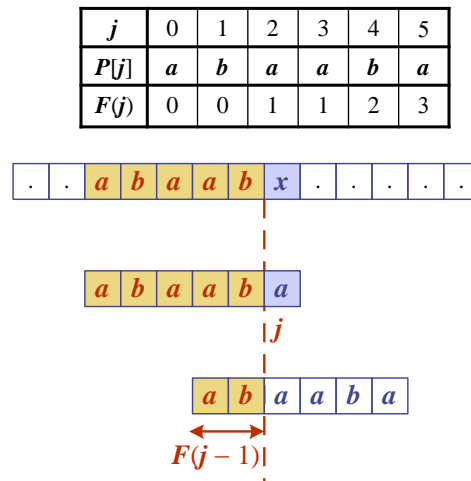 j 0 1 2 3 4 5
P[j] a b a a b a
F(j) 0 0 1 1 2 3
. . a b a a b x . . . . .
a b a a b a
j
a b a a b a
F(j − 1)